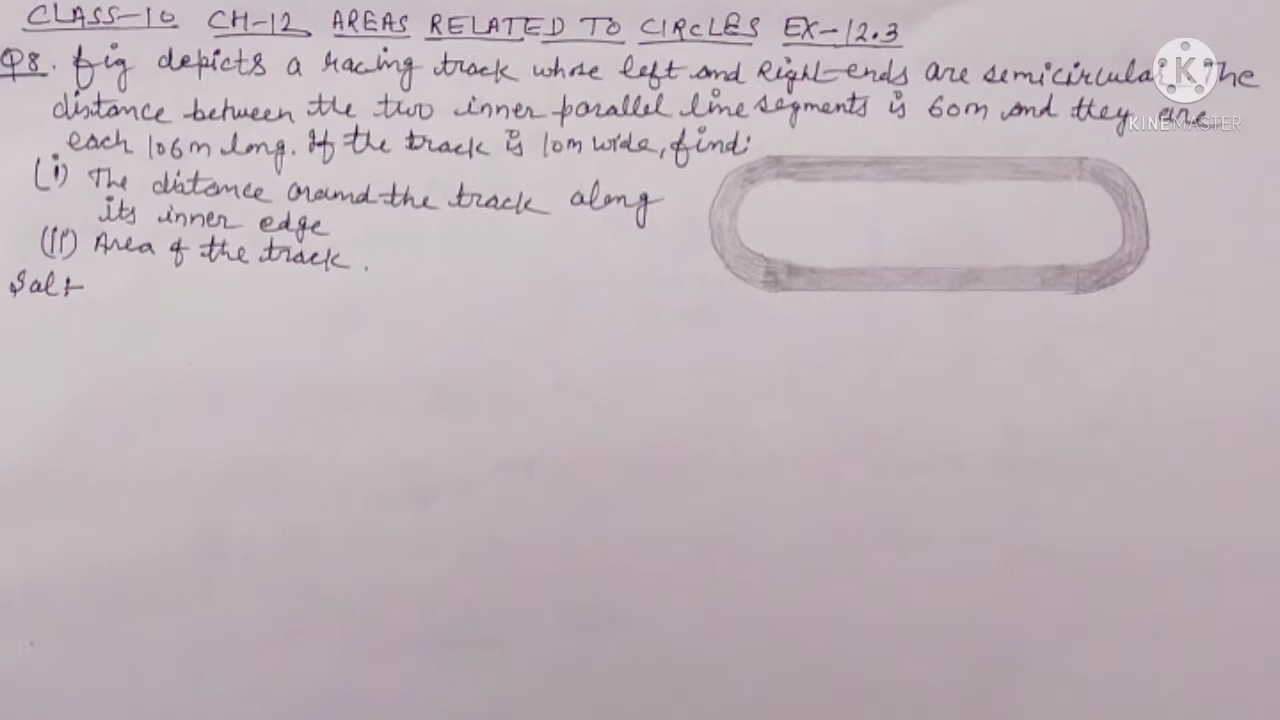 CLASS-10 CH-12 AREAS RELATED TO CIRCLES EX-12.3
Q8. fig depicts a racing track whose left and Right ends are semicircular. The
distance between the two inner parallel line segments is 60m and they are
each 106m long. If the track is 10m wide, find:
(i) The distance around the track along
its inner edge
(ii) Area of the track.
Sol+
K
KINEMASTER